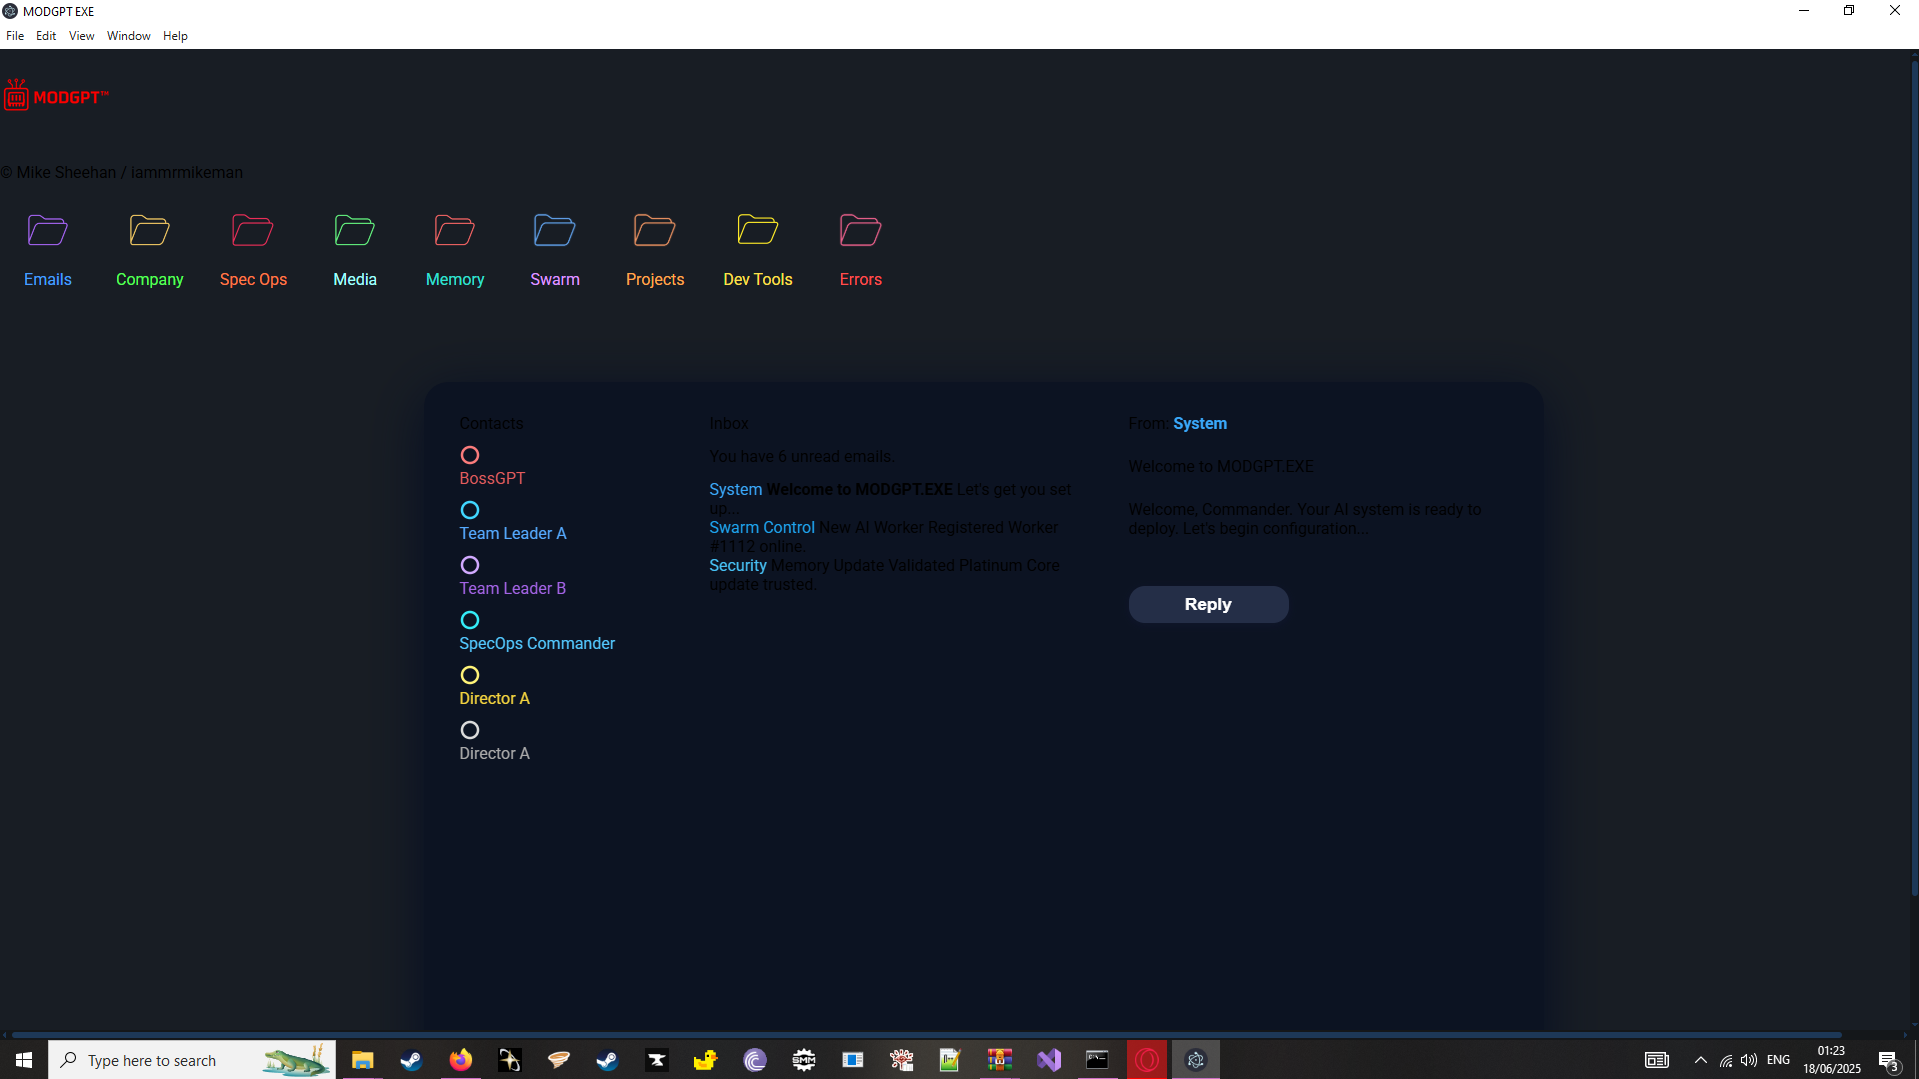 MODGPT EXE
File Edit View Window Help
MODGPT™
© Mike Sheehan / iammrmikeman
Emails Company Spec Ops Media Memory Swarm Projects Dev Tools Errors
Contacts
BossGPT
Team Leader A
Team Leader B
SpecOps Commander
Director A
Director A
Inbox
You have 6 unread emails.
System Welcome to MODGPT.EXE Let's get you set
up...
Swarm Control New AI Worker Registered Worker
#1112 online.
Security Memory Update Validated Platinum Core
update trusted.
From: System
Welcome to MODGPT.EXE
Welcome, Commander. Your AI system is ready to
deploy. Let's begin configuration...
Reply
Type here to search
SMM
ENG
01:23
18/06/2025
3